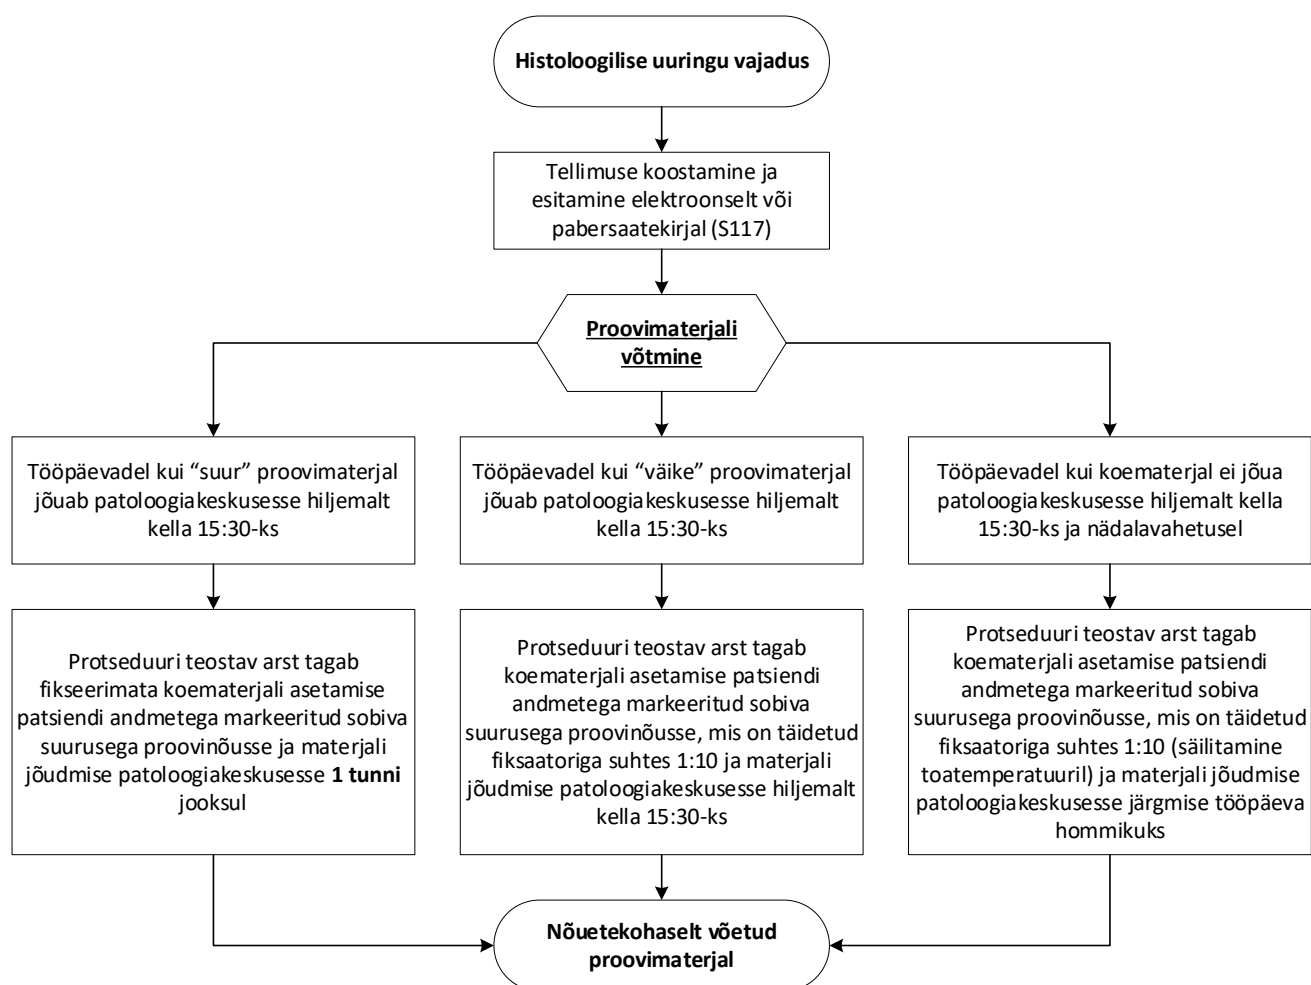 Histoloogilise uuringu vajadus
Tellimuse koostamine ja
esitamine elektroonselt või
pabersaatekirjal (S117)
Proovimaterjali
võtmine
Tööpäevadel kui “suur” proovimaterjal
jõuab patoloogiakeskusesse hiljemalt
kella 15:30-ks
Tööpäevadel kui “väike” proovimaterjal
jõuab patoloogiakeskusesse hiljemalt
kella 15:30-ks
Tööpäevadel kui koematerjal ei jõua
patoloogiakeskusesse hiljemalt kella
15:30-ks ja nädalavahetusel
Protseduuri teostav arst tagab
fikseerimata koematerjali asetamise
patsiendi andmetega markeeritud sobiva
suurusega proovinõusse ja materjali
jõudmise patoloogiakeskusesse 1 tunni
jooksul
Protseduuri teostav arst tagab
koematerjali asetamise patsiendi
andmetega markeeritud sobiva
suurusega proovinõusse, mis on täidetud
fiksaatoriga suhtes 1:10 ja materjali
jõudmise patoloogiakeskusesse hiljemalt
kella 15:30-ks
Protseduuri teostav arst tagab
koematerjali asetamise patsiendi
andmetega markeeritud sobiva
suurusega proovinõusse, mis on täidetud
fiksaatoriga suhtes 1:10 (säilitamine
toatemperatuuril) ja materjali jõudmise
patoloogiakeskusesse järgmise tööpäeva
hommikuks
Nõuetekohaselt võetud
proovimaterjal